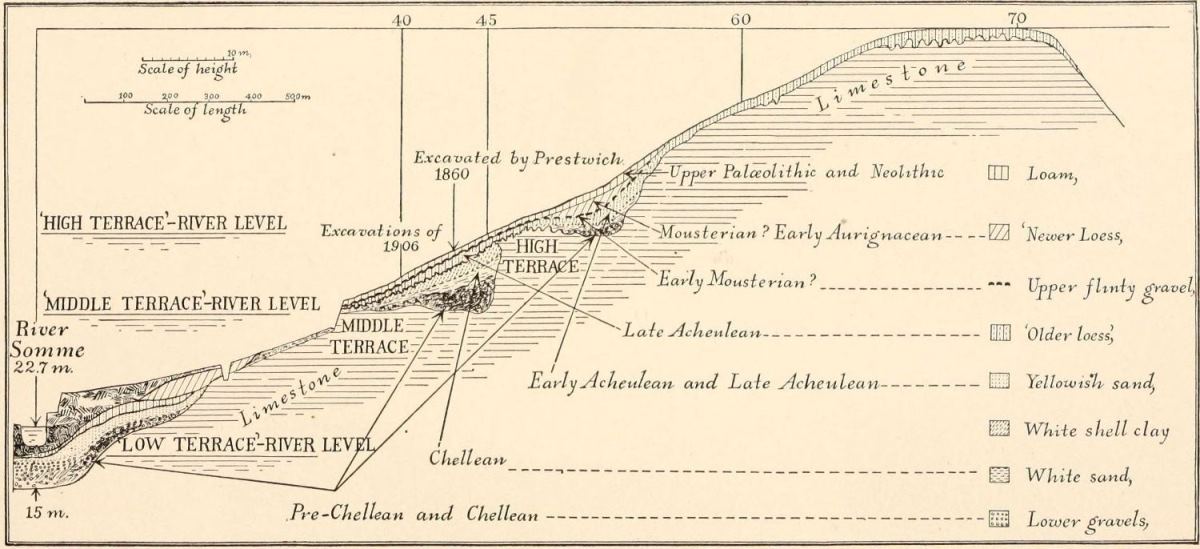 40 45 60 70
10 m.
Scale of height
100 200 300 400 500m
Scale of length
Limestone
Excavated by Prestwich
1860
Upper Palæolithic and Neolithic
Loam,
'HIGH TERRACE'-RIVER LEVEL
Excavations of
1906
HIGH
TERRACE
Mousterian? Early Aurignacean
'Newer Loess,
Early Mousterian?
Upper flinty gravel,
'MIDDLE TERRACE'-RIVER LEVEL
River
Somme
22.7 m.
MIDDLE
TERRACE
Late Acheulean
'Older loess',
Early Acheulean and Late Acheulean
Yellowish sand,
Limestone
'LOW TERRACE'-RIVER LEVEL
White shell clay
Chellean
White sand,
15 m.
Pre-Chellean and Chellean
Lower gravels,